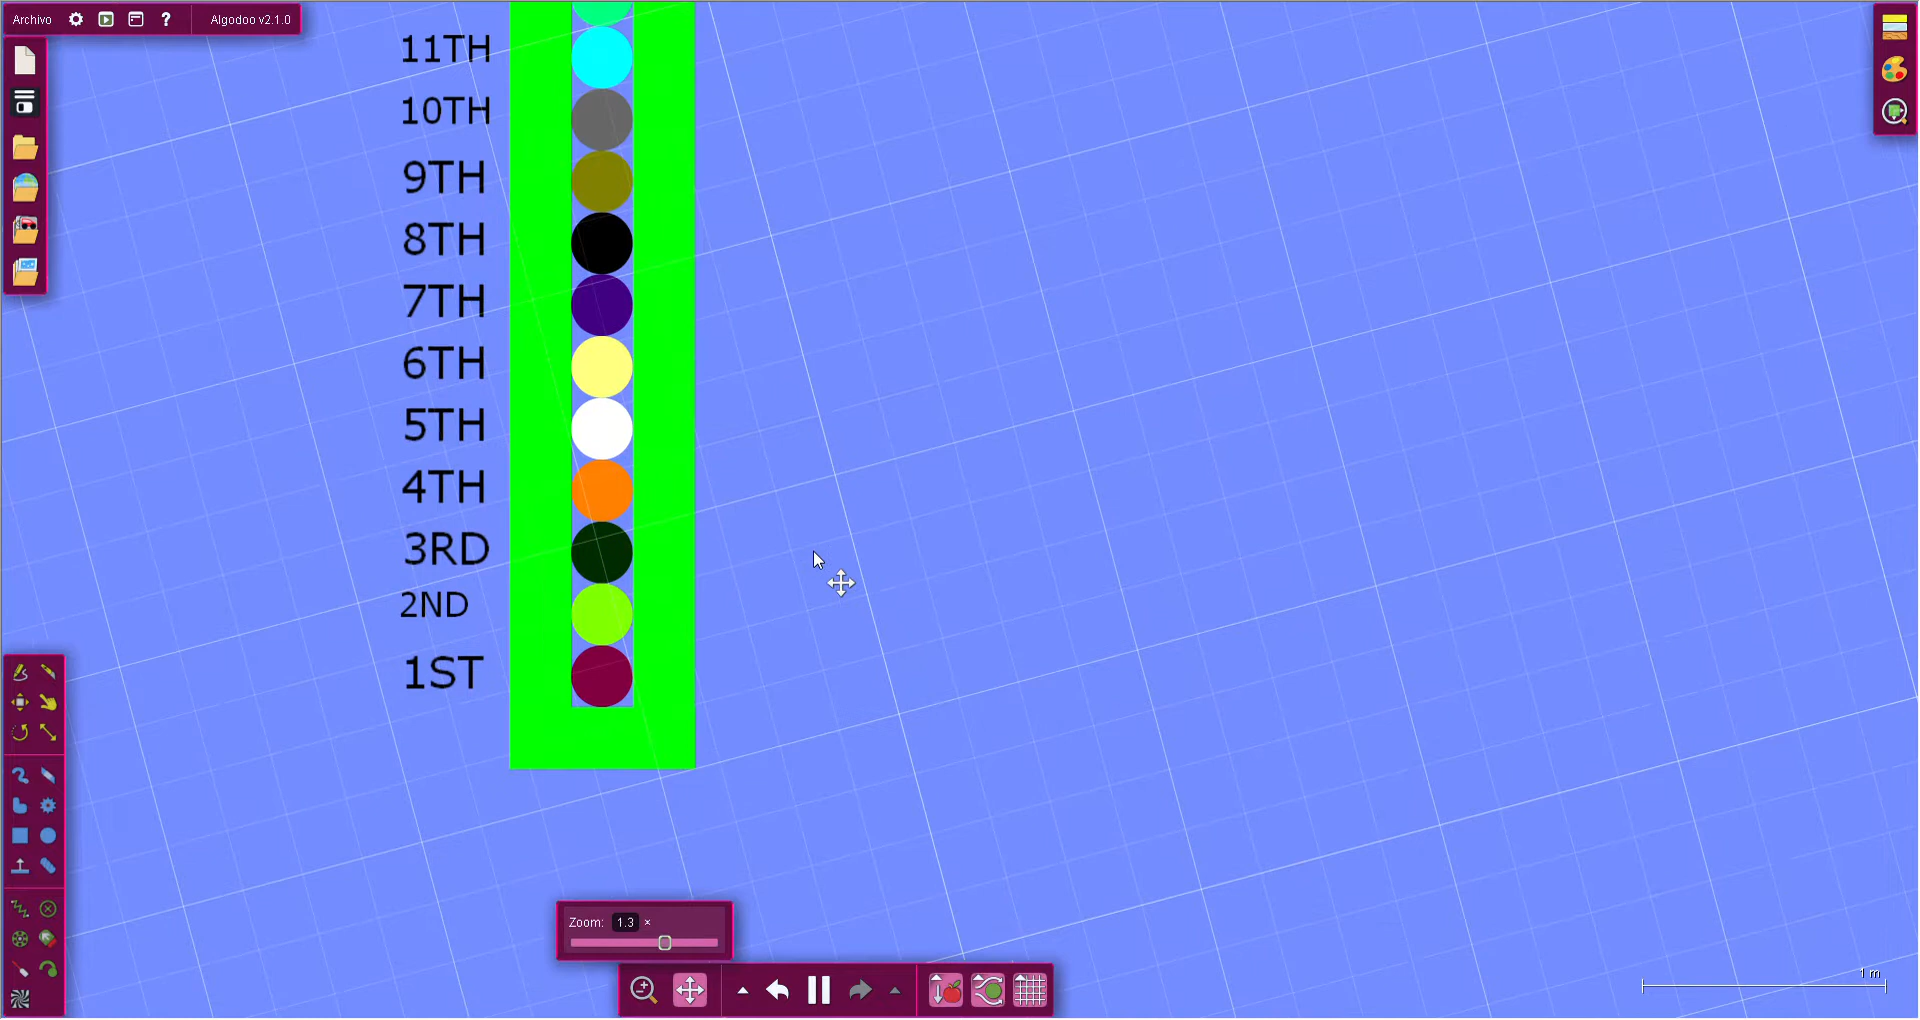 Archivo
Algodoo v2.1.0
11TH
10TH
9TH
8TH
7TH
6TH
5TH
4TH
3RD
2ND
1ST
Zoom: 1.3 ×
1 m